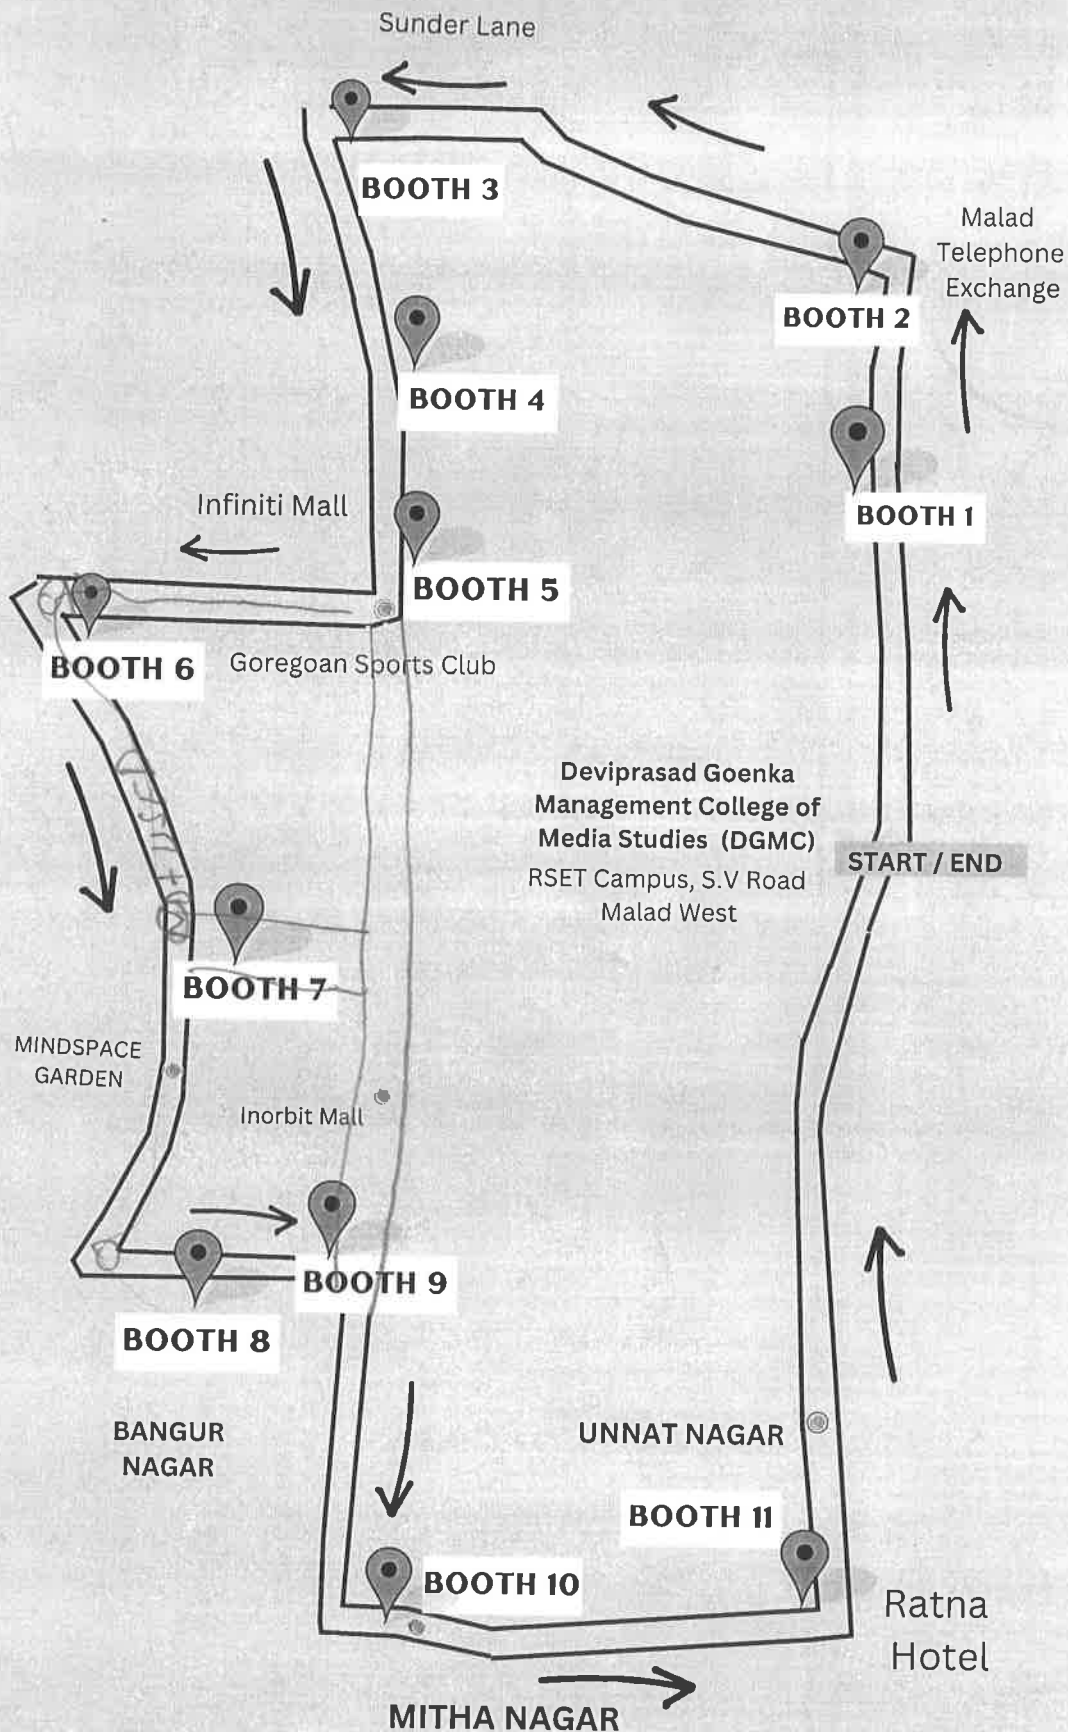 Sunder Lane
BOOTH 3
Malad
Telephone
Exchange
BOOTH 2
BOOTH 4
Infiniti Mall
BOOTH 1
BOOTH 5
BOOTH 6
Goregoan Sports Club
Deviprasad Goenka
Management College of
Media Studies (DGMC)
RSET Campus, S.V Road
Malad West
START / END
BOOTH 7
MINDSPACE
GARDEN
Inorbit Mall
BOOTH 9
BOOTH 8
BANGUR
NAGAR
UNNAT NAGAR
BOOTH 11
BOOTH 10
Ratna
Hotel
MITHA NAGAR